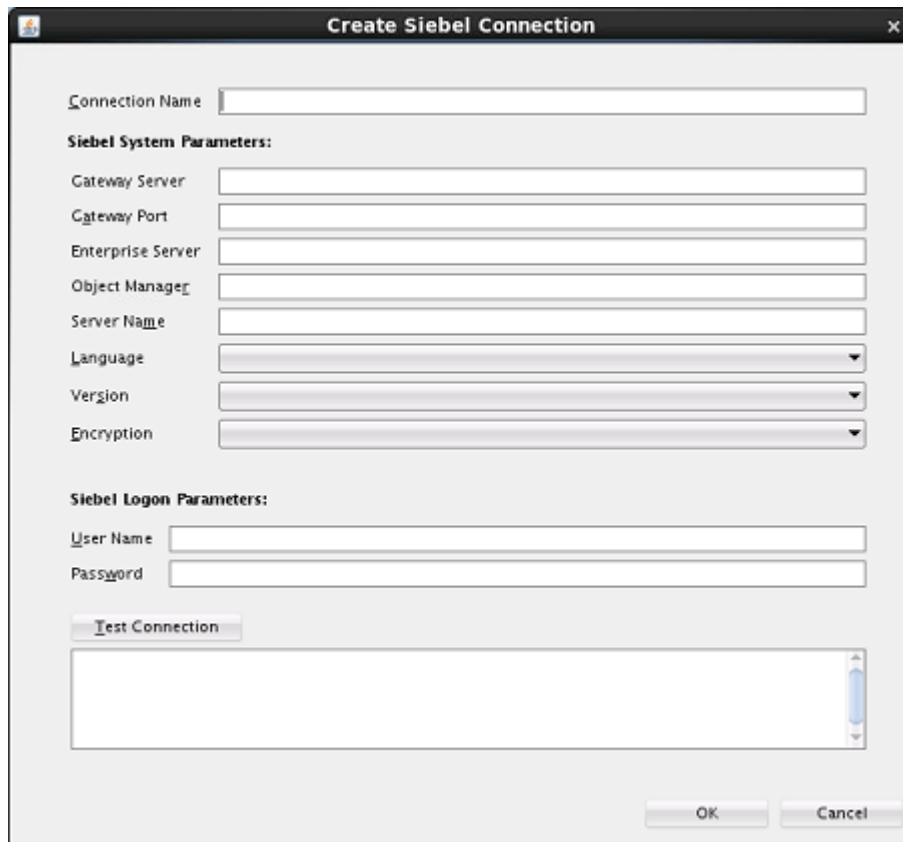 Create Siebel Connection
Connection Name
Siebel System Parameters:
Gateway Server
Gateway Port
Enterprise Server
Object Manager
Server Name
Language
Version
Encryption
Siebel Logon Parameters:
User Name
Password
Test Connection
OK Cancel